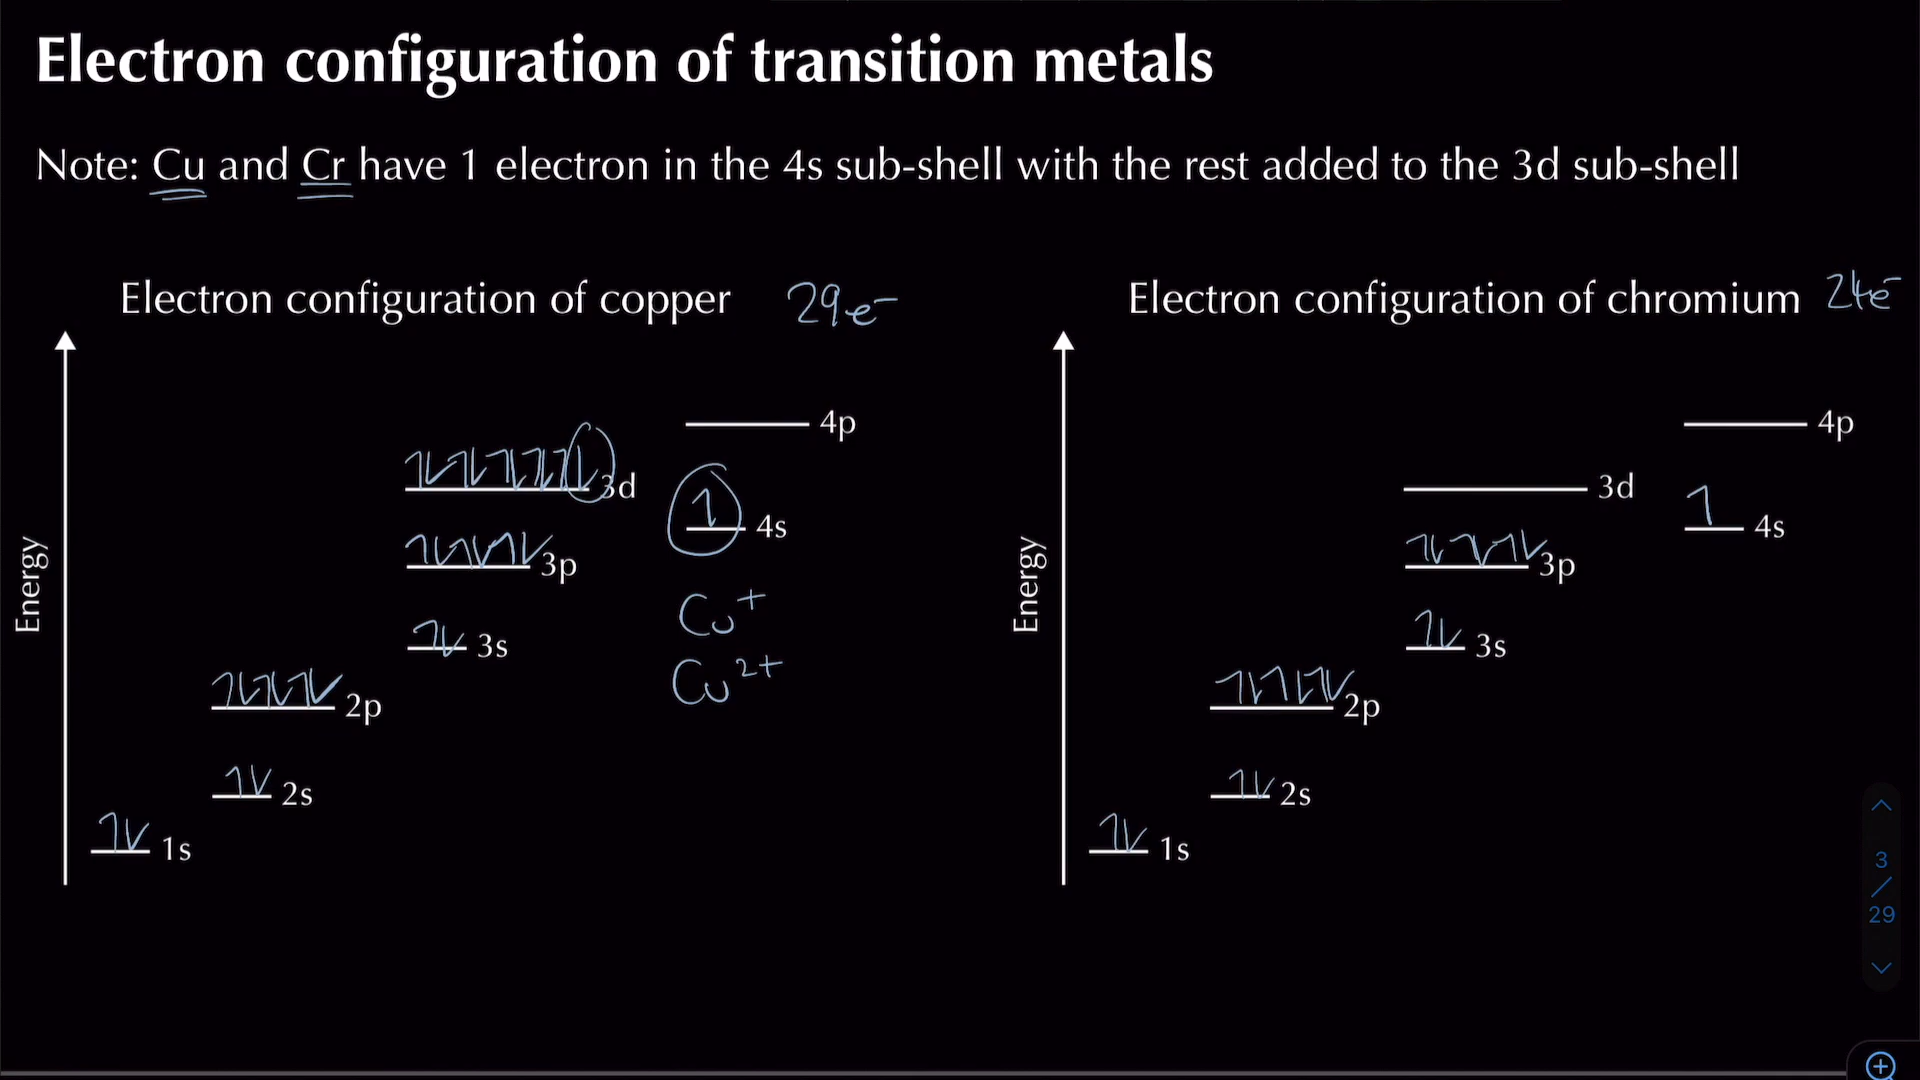 Electron configuration of transition metals
Note: Cu and Cr have 1 electron in the 4s sub-shell with the rest added to the 3d sub-shell
Electron configuration of copper 29e-
Energy
4p
3d
4s
3p
3s
2p
2s
1s
Cu+
Cu2+
Electron configuration of chromium 24e-
Energy
4p
3d
4s
3p
3s
2p
2s
1s
3
/
29